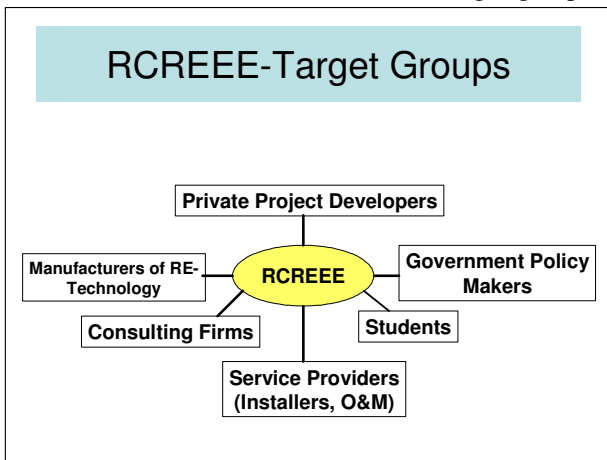 RCREEE-Target Groups
Private Project Developers
Manufacturers of RE-
Technology
RCREEE
Government Policy
Makers
Consulting Firms
Students
Service Providers
(Installers, O&M)